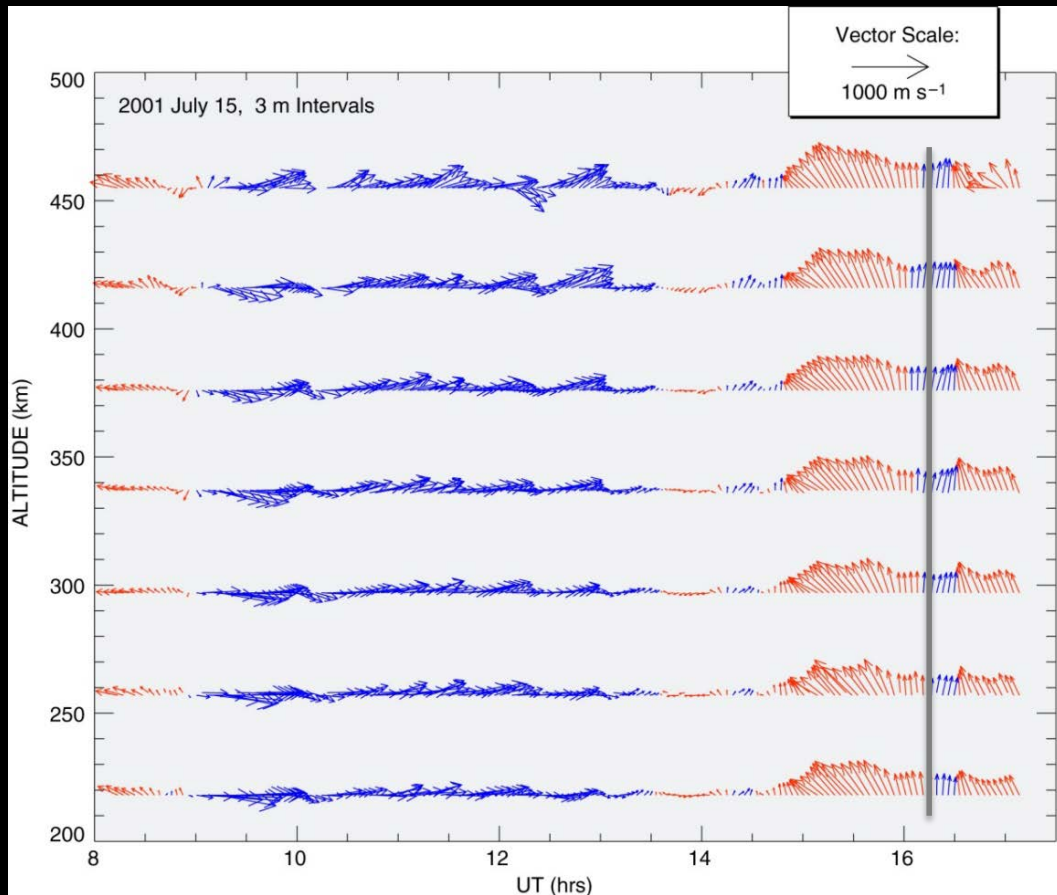 Vector Scale:
1000 m s⁻¹
2001 July 15, 3 m Intervals
500
450
400
350
300
250
200
ALTITUDE (km)
8
10
12
14
16
UT (hrs)